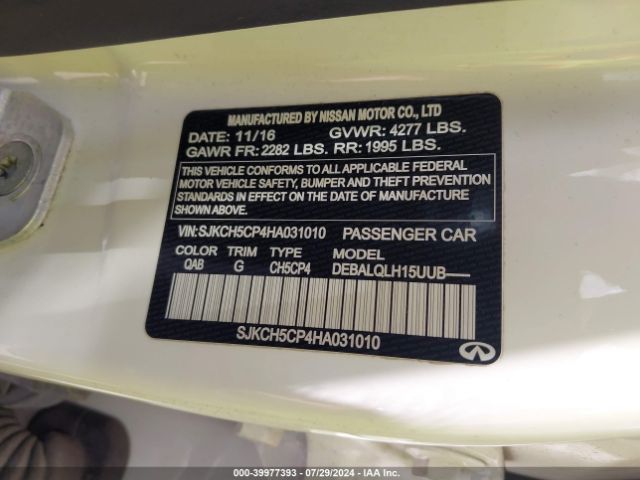 MANUFACTURED BY NISSAN MOTOR CO., LTD
DATE: 11/16 GVWR: 4277 LBS.
GAWR FR: 2282 LBS. RR: 1995 LBS.
THIS VEHICLE CONFORMS TO ALL APPLICABLE FEDERAL
MOTOR VEHICLE SAFETY, BUMPER AND THEFT PREVENTION
STANDARDS IN EFFECT ON THE DATE OF MANUFACTURE
SHOWN ABOVE.
VIN:SJKCH5CP4HA031010 PASSENGER CAR
COLOR TRIM TYPE MODEL
QAB G CH5CP4 DEBALQLH15UUB——
SJKCH5CP4HA031010
000-39977393 | 07/29/2024 | IAA Inc.